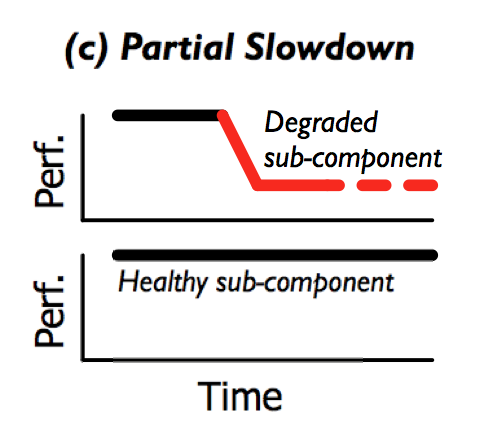 (c) Partial Slowdown
Perf.
Degraded
sub-component
Perf.
Healthy sub-component
Time